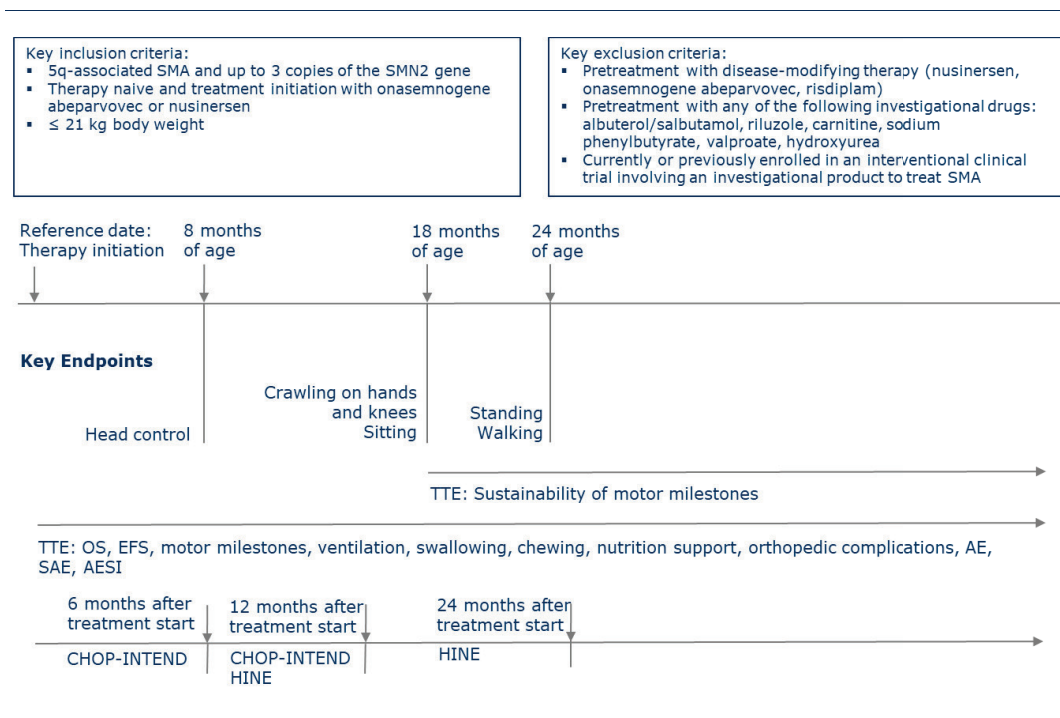 Key inclusion criteria:
▪ 5q-associated SMA and up to 3 copies of the SMN2 gene
▪ Therapy naive and treatment initiation with onasemnogene
abeparvovec or nusinersen
▪ ≤ 21 kg body weight
Key exclusion criteria:
▪ Pretreatment with disease-modifying therapy (nusinersen,
onasemnogene abeparvovec, risdiplam)
▪ Pretreatment with any of the following investigational drugs:
albuterol/salbutamol, riluzole, carnitine, sodium
phenylbutyrate, valproate, hydroxyurea
▪ Currently or previously enrolled in an interventional clinical
trial involving an investigational product to treat SMA
Reference date:
Therapy initiation
8 months
of age
18 months
of age
24 months
of age
Key Endpoints
Head control
Crawling on hands
and knees
Sitting
Standing
Walking
TTE: Sustainability of motor milestones
TTE: OS, EFS, motor milestones, ventilation, swallowing, chewing, nutrition support, orthopedic complications, AE,
SAE, AESI
6 months after
treatment start
12 months after
treatment start
24 months after
treatment start
CHOP-INTEND
CHOP-INTEND
HINE
HINE